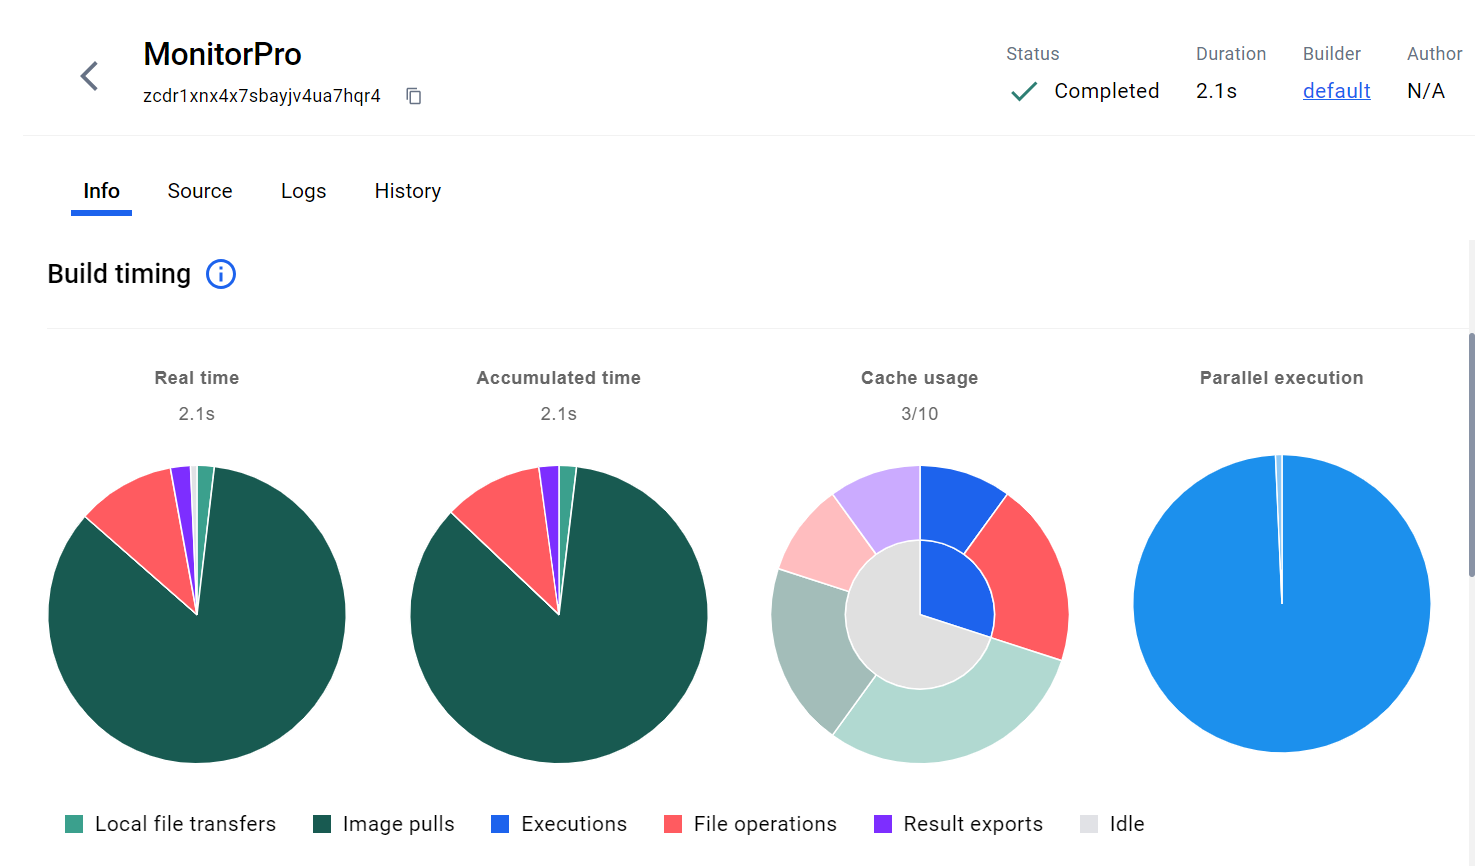 MonitorPro
zcdr1xnx4x7sbayjv4ua7hqr4
Status Duration Builder Author
Completed 2.1s default N/A
Info Source Logs History
Build timing
Real time Accumulated time Cache usage Parallel execution
2.1s 2.1s 3/10
Local file transfers Image pulls Executions File operations Result exports Idle